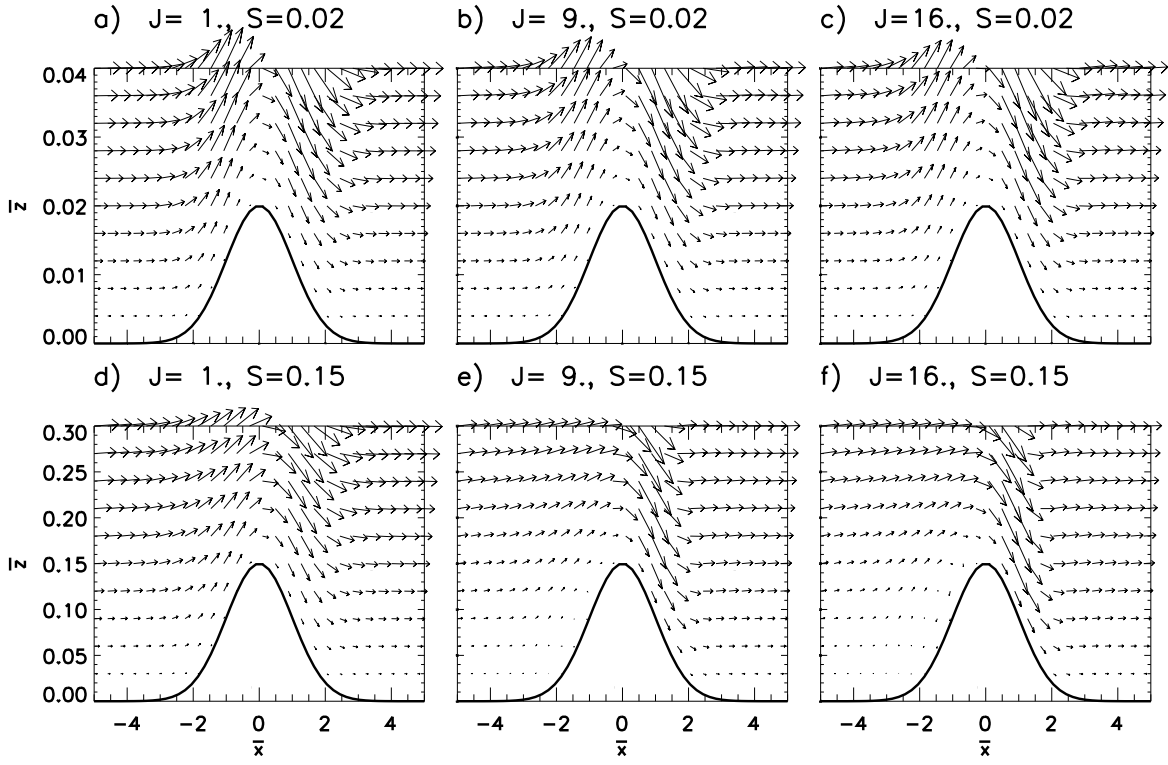 a) J= 1., S=0.02 b) J= 9., S=0.02 c) J=16., S=0.02
0.04
0.03
z̅ 0.02
0.01
0.00
d) J= 1., S=0.15 e) J= 9., S=0.15 f) J=16., S=0.15
0.30
0.25
0.20
z̅ 0.15
0.10
0.05
0.00
−4 −2 0 2 4 −4 −2 0 2 4 −4 −2 0 2 4
x̅ x̅ x̅